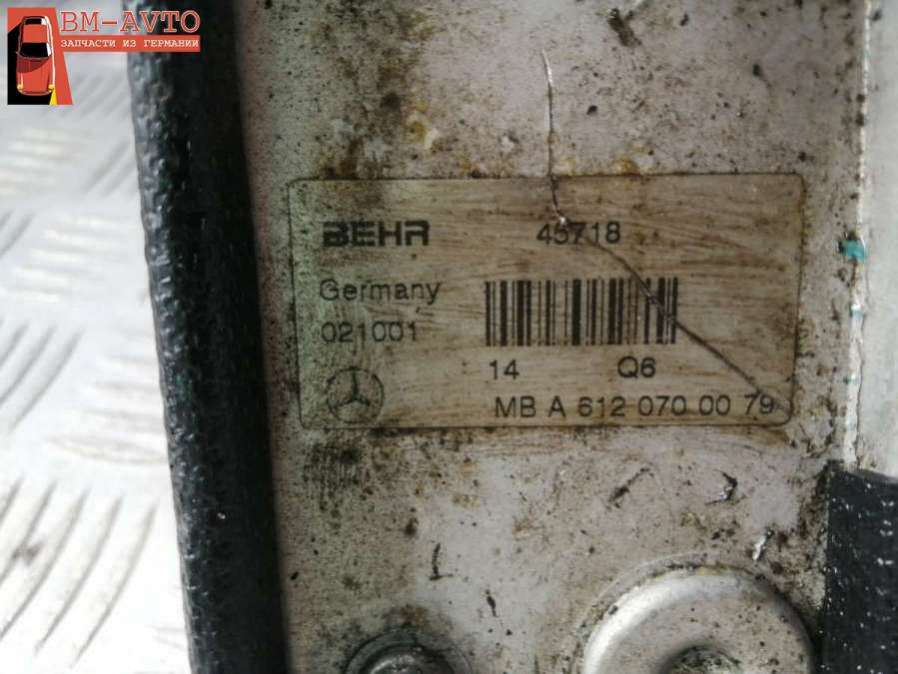 BM-AVTO
ЗАПЧАСТИ ИЗ ГЕРМАНИИ
BEHR 45718
Germany
021001
14 Q6
MB A 612 070 00 79